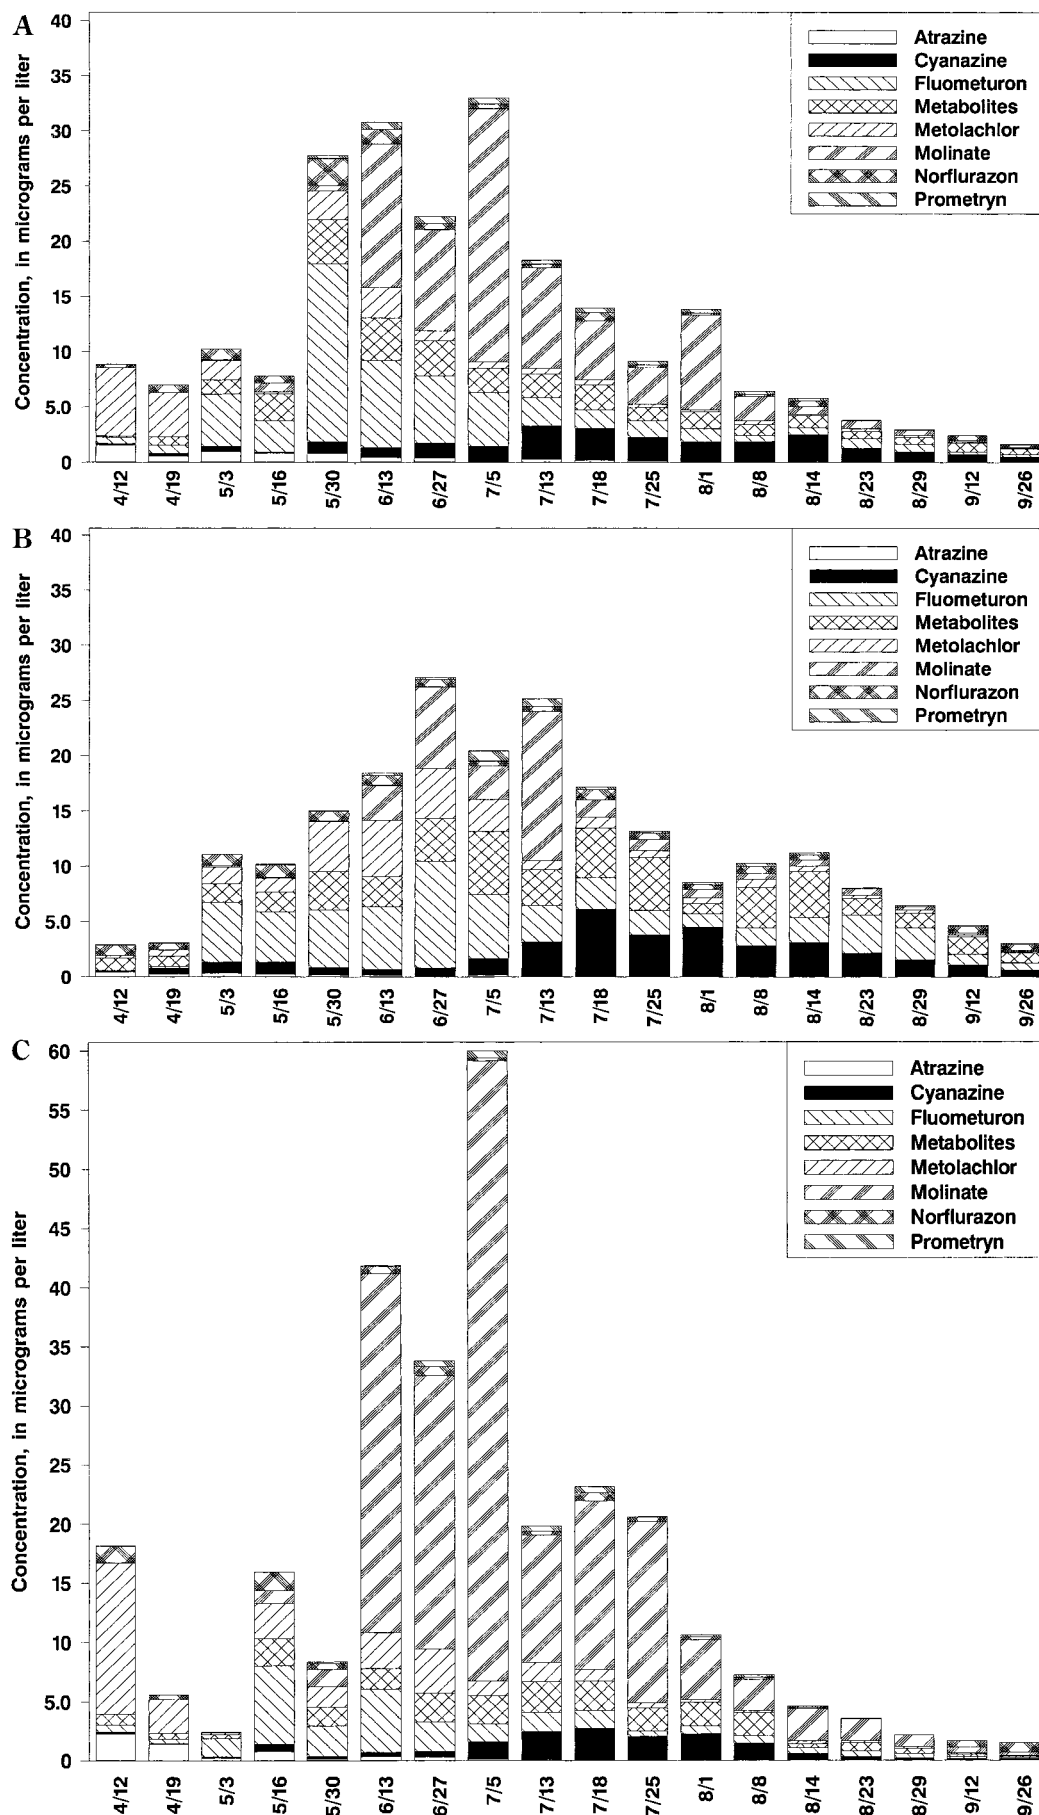 A
Concentration, in micrograms per liter
40
35
30
25
20
15
10
5.0
0
Atrazine
Cyanazine
Fluometuron
Metabolites
Metolachlor
Molinate
Norflurazon
Prometryn
4/12
4/19
5/3
5/16
5/30
6/13
6/27
7/5
7/13
7/18
7/25
8/1
8/8
8/14
8/23
8/29
9/12
9/26
B
Concentration, in micrograms per liter
40
35
30
25
20
15
10
5.0
0
Atrazine
Cyanazine
Fluometuron
Metabolites
Metolachlor
Molinate
Norflurazon
Prometryn
4/12
4/19
5/3
5/16
5/30
6/13
6/27
7/5
7/13
7/18
7/25
8/1
8/8
8/14
8/23
8/29
9/12
9/26
C
Concentration, in micrograms per liter
60
55
50
45
40
35
30
25
20
15
10
5.0
0
Atrazine
Cyanazine
Fluometuron
Metabolites
Metolachlor
Molinate
Norflurazon
Prometryn
4/12
4/19
5/3
5/16
5/30
6/13
6/27
7/5
7/13
7/18
7/25
8/1
8/8
8/14
8/23
8/29
9/12
9/26